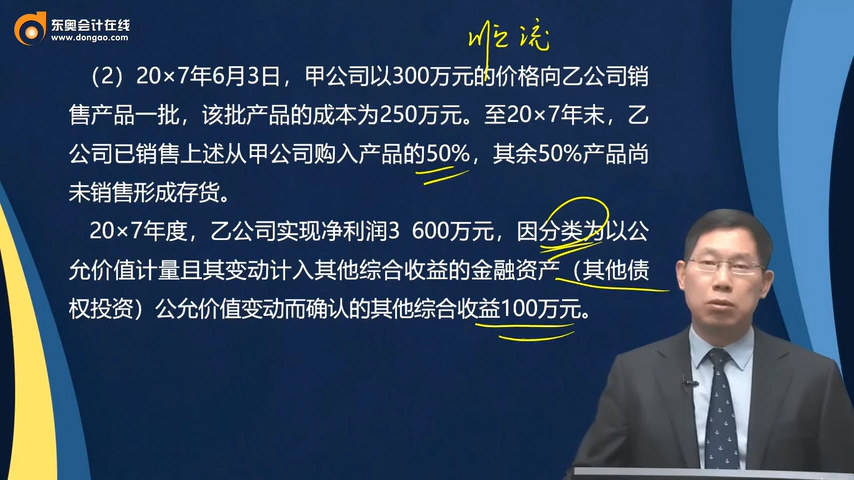 东奥会计在线
www.dongao.com
顺流
（2）20×7年6月3日，甲公司以300万元的价格向乙公司销
售产品一批，该批产品的成本为250万元。至20×7年末，乙
公司已销售上述从甲公司购入产品的50%，其余50%产品尚
未销售形成存货。
20×7年度，乙公司实现净利润3 600万元，因分类为以公
允价值计量且其变动计入其他综合收益的金融资产（其他债
权投资）公允价值变动而确认的其他综合收益100万元。